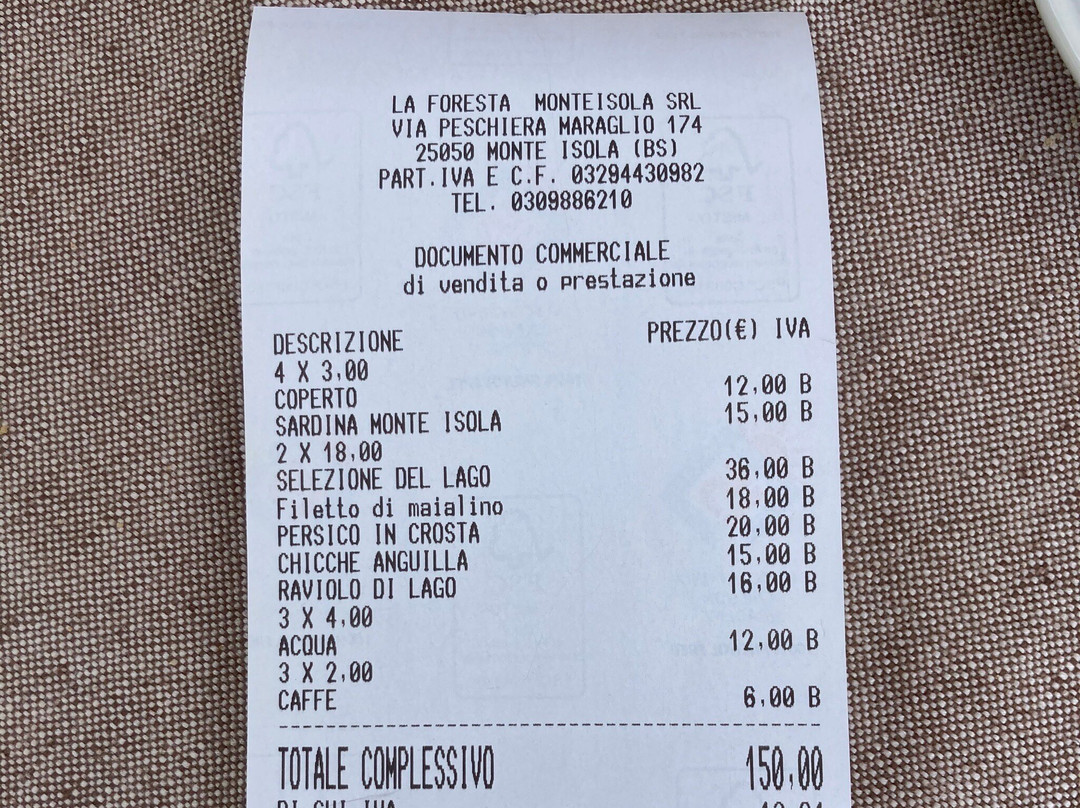 LA FORESTA MONTEISOLA SRL
VIA PESCHIERA MARAGLIO 174
25050 MONTE ISOLA (BS)
PART.IVA E C.F. 03294430982
TEL. 0309886210
DOCUMENTO COMMERCIALE
di vendita o prestazione
DESCRIZIONE PREZZO(€) IVA
4 X 3,00
COPERTO 12,00 B
SARDINA MONTE ISOLA 15,00 B
2 X 18,00
SELEZIONE DEL LAGO 36,00 B
Filetto di maialino 18,00 B
PERSICO IN CROSTA 20,00 B
CHICCHE ANGUILLA 15,00 B
RAVIOLO DI LAGO 16,00 B
3 X 4,00
ACQUA 12,00 B
3 X 2,00
CAFFE 6,00 B
TOTALE COMPLESSIVO 150,00
DI CUI IVA